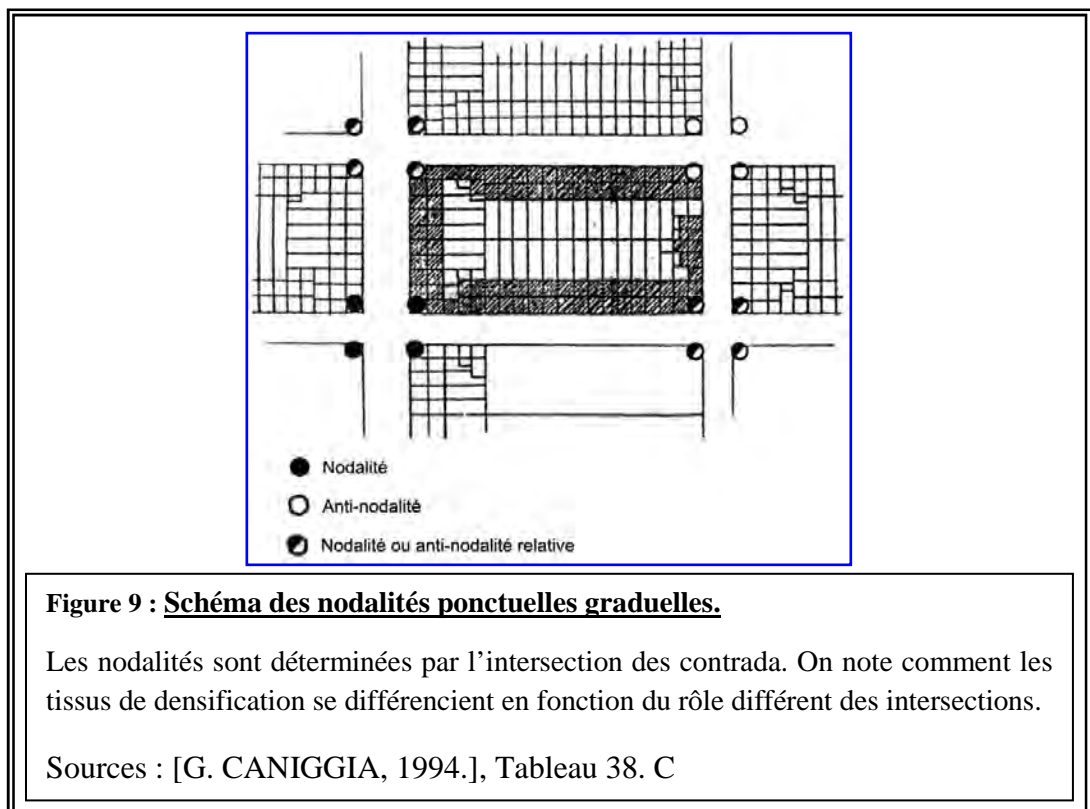 Nodalité
Anti-nodalité
Nodalité ou anti-nodalité relative
Figure 9 : Schéma des nodalités ponctuelles graduelles.
Les nodalités sont déterminées par l’intersection des contrada. On note comment les
tissus de densification se différencient en fonction du rôle différent des intersections.
Sources : [G. CANIGGIA, 1994.], Tableau 38. C